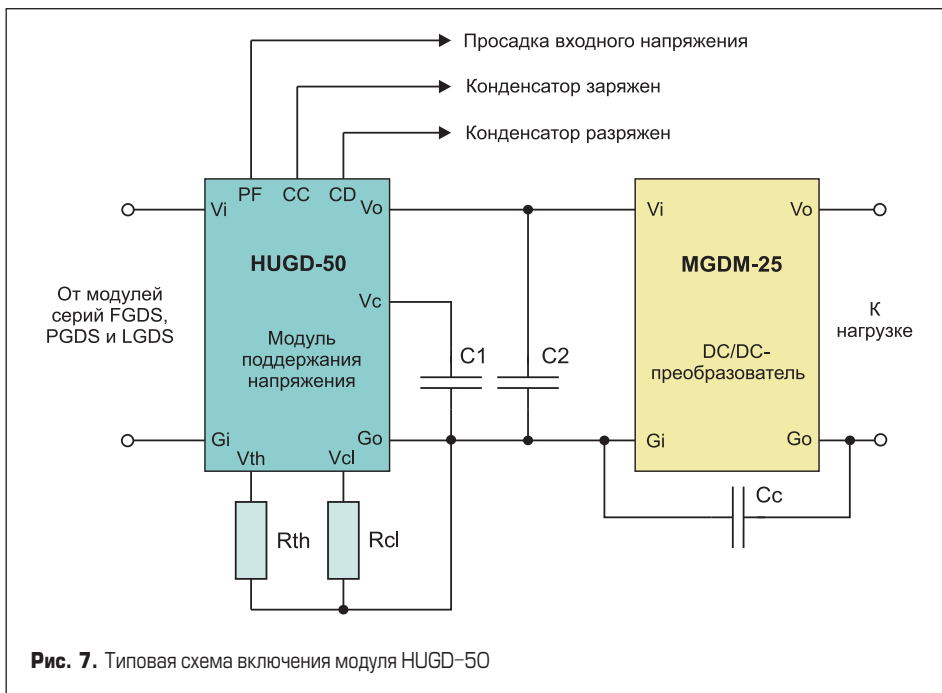 Просадка входного напряжения
Конденсатор заряжен
Конденсатор разряжен
PF CC CD
Vi
Vo
Vi
Vo
HUGD-50
MGDM-25
От модулей
серий FGDS,
PGDS и LGDS
Vc
К
нагрузке
Модуль
поддержания
напряжения
C1
C2
DC/DC-
преобразователь
Gi
Go
Gi
Go
Vth
Vcl
Cc
Rth
Rcl
Рис. 7. Типовая схема включения модуля HUGD-50